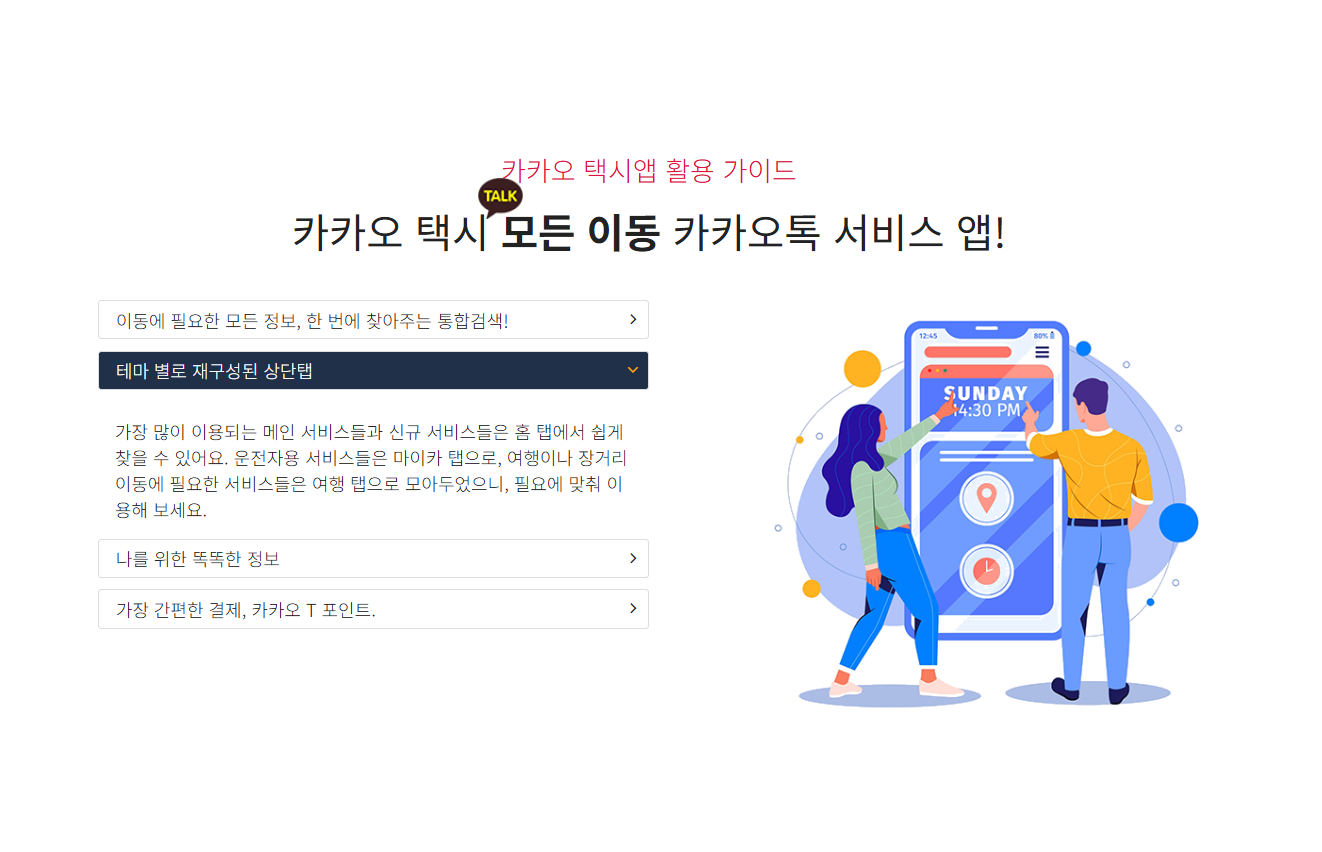 카카오 택시앱 활용 가이드
TALK
카카오 택시 모든 이동 카카오톡 서비스 앱!
이동에 필요한 모든 정보, 한 번에 찾아주는 통합검색!
테마 별로 재구성된 상단탭
가장 많이 이용되는 메인 서비스들과 신규 서비스들은 홈 탭에서 쉽게
찾을 수 있어요. 운전자용 서비스들은 마이카 탭으로, 여행이나 장거리
이동에 필요한 서비스들은 여행 탭으로 모아두었으니, 필요에 맞춰 이
용해 보세요.
나를 위한 똑똑한 정보
가장 간편한 결제, 카카오 T 포인트.
12:45
80%
SUNDAY
14:30 PM